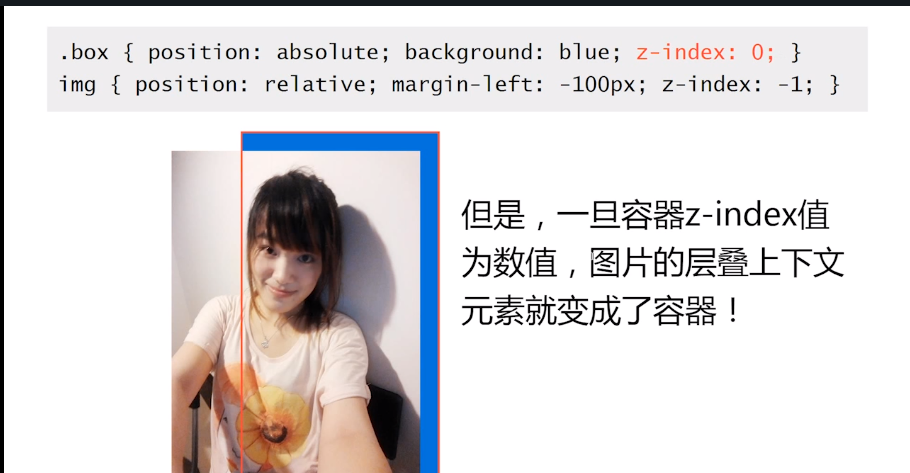 .box { position: absolute; background: blue; z-index: 0; }
img { position: relative; margin-left: -100px; z-index: -1; }
但是，一旦容器z-index值
为数值，图片的层叠上下文
元素就变成了容器！